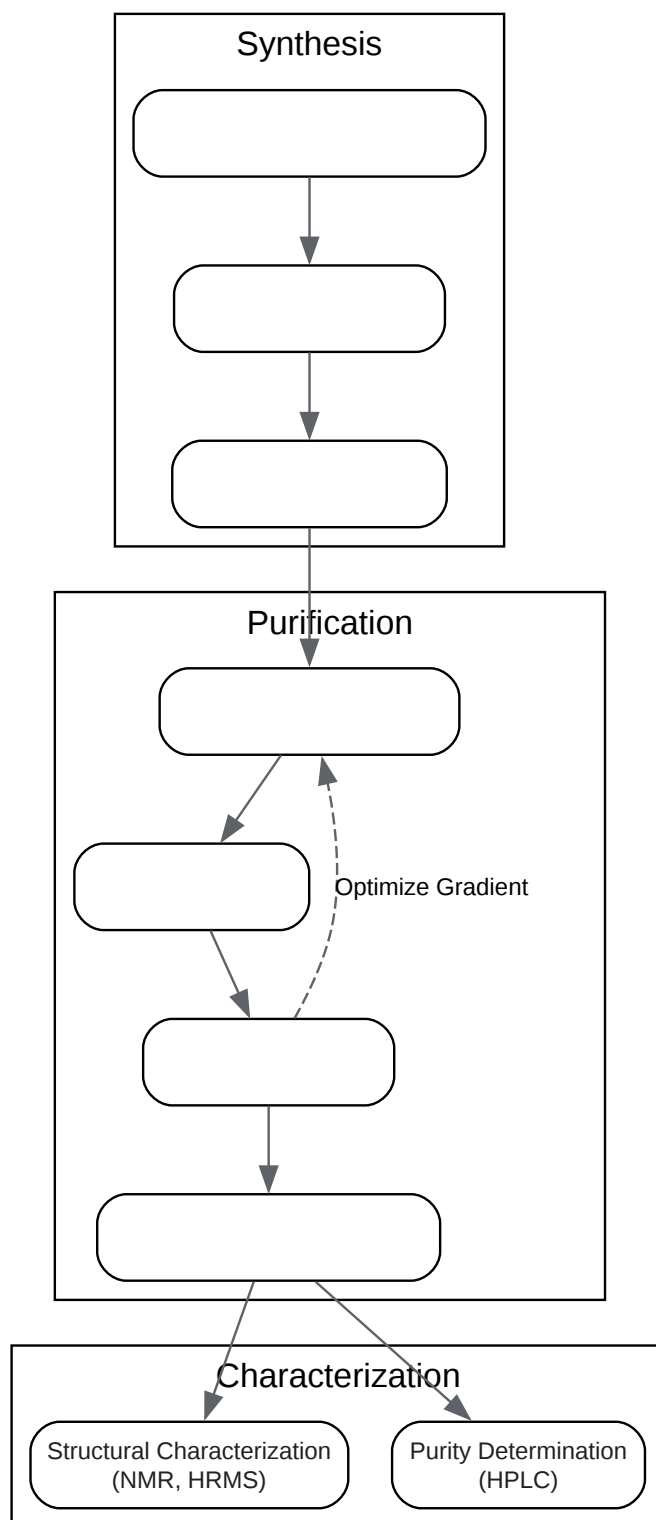 Synthesis
Purification
Optimize Gradient
Characterization
Structural Characterization
(NMR, HRMS)
Purity Determination
(HPLC)